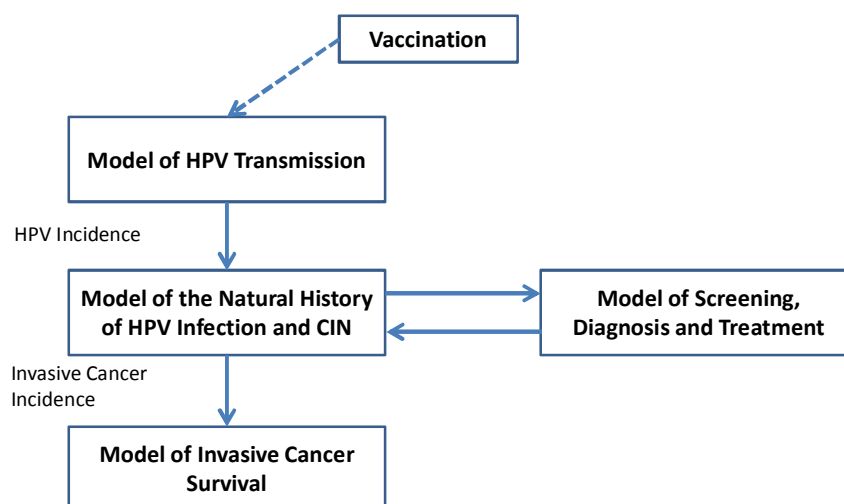 Vaccination
Model of HPV Transmission
HPV Incidence
Model of the Natural History
of HPV Infection and CIN
Model of Screening,
Diagnosis and Treatment
Invasive Cancer
Incidence
Model of Invasive Cancer
Survival